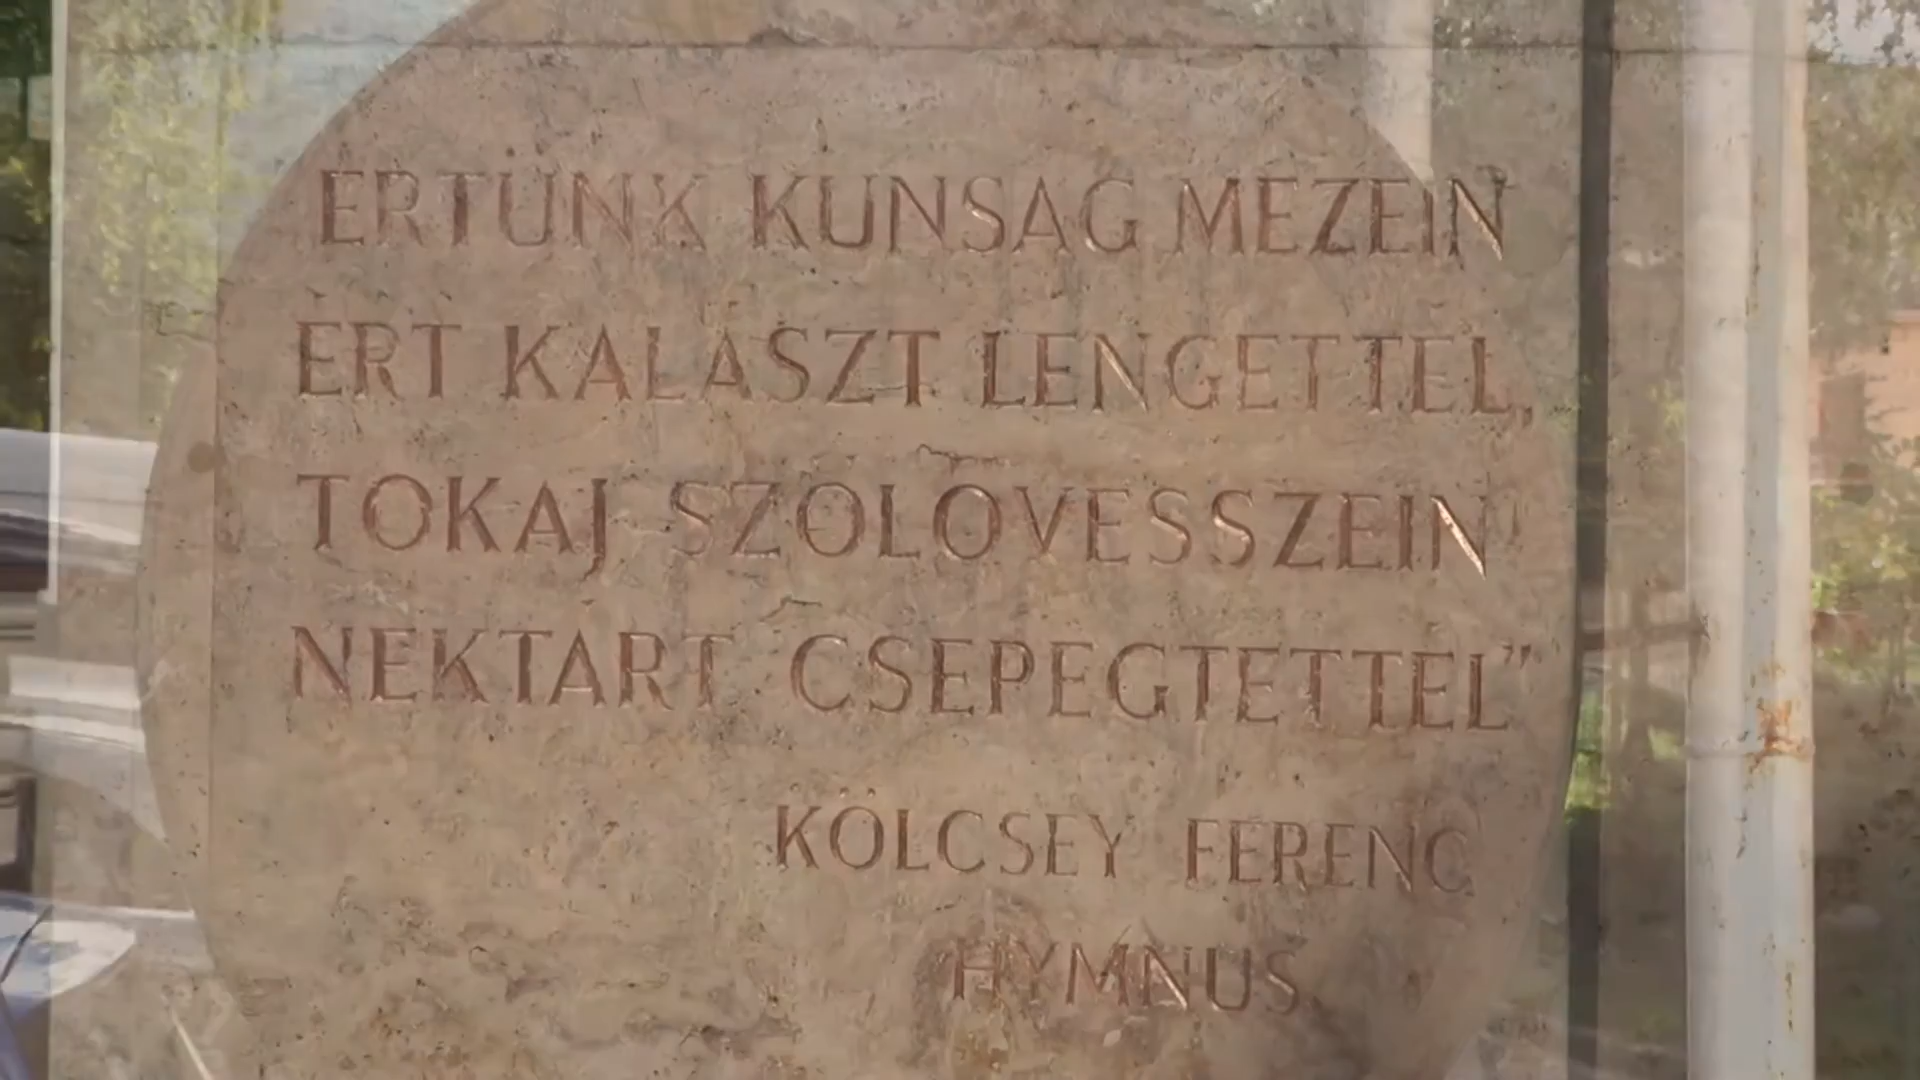 ÉRTÜNK KUNSÁG MEZEIN
ÉRT KALÁSZT LENGETTÉL,
TOKAJ SZŐLŐVESSZEIN
NEKTÁRT CSEPEGTETTÉL"
KÖLCSEY FERENC
HYMNUS